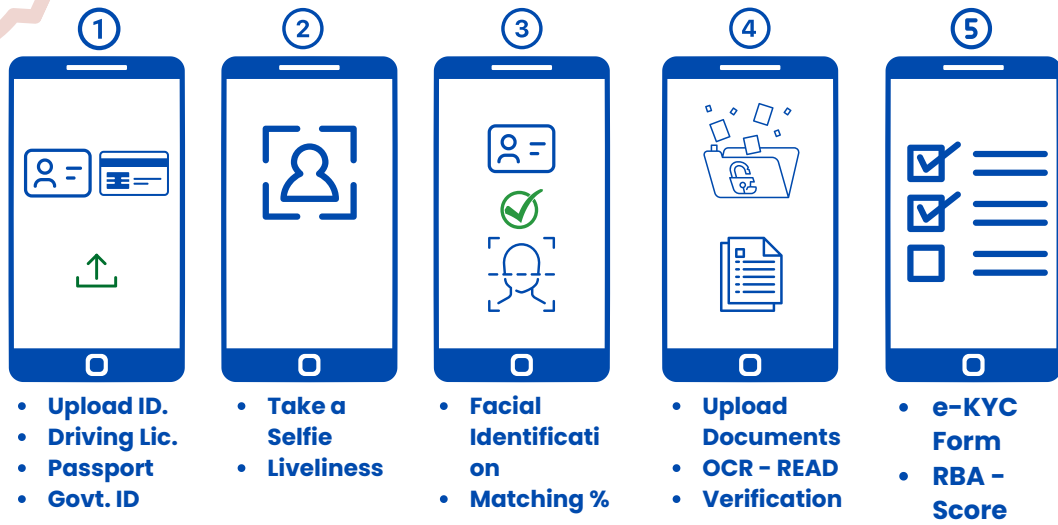 1
2
3
4
5
• Upload ID.
• Driving Lic.
• Passport
• Govt. ID
• Take a
Selfie
• Liveliness
• Facial
Identificati
on
• Matching %
• Upload
Documents
• OCR - READ
• Verification
• e-KYC
Form
• RBA -
Score